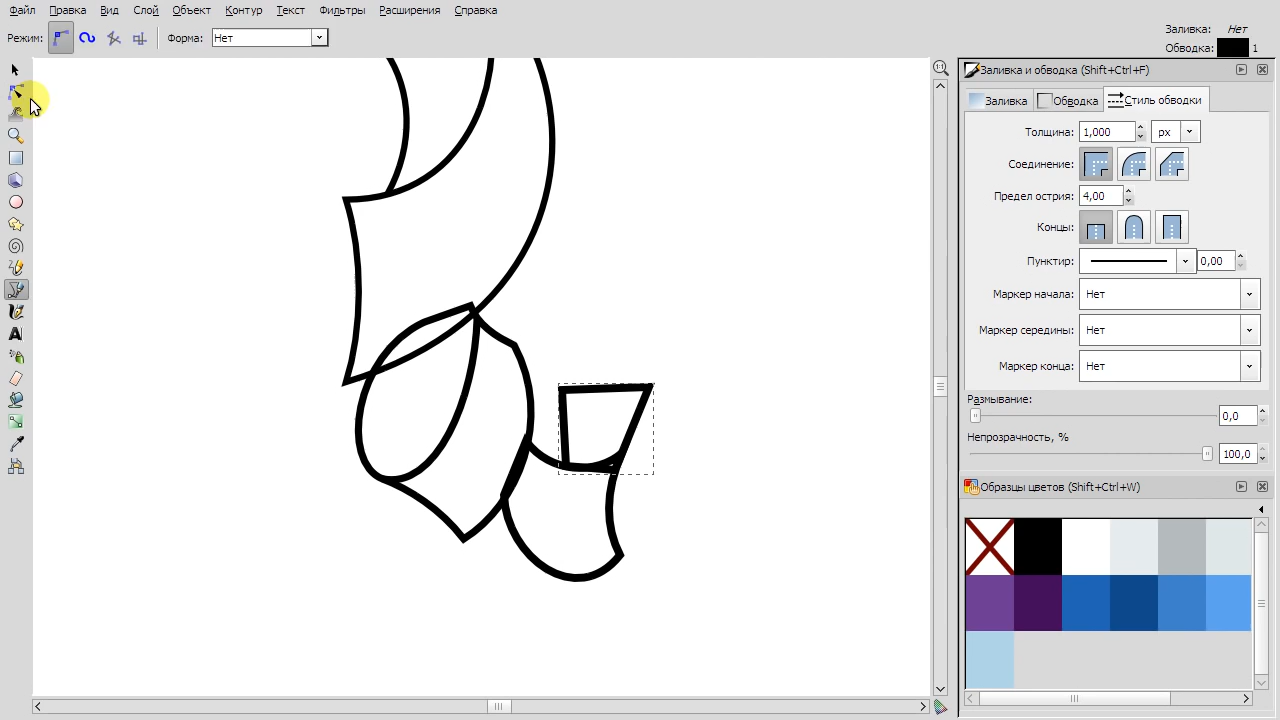 Файл Правка Вид Слой Объект Контур Текст Фильтры Расширения Справка
Режим: Форма: Нет
Заливка: Нет
Обводка: 1
Заливка и обводка (Shift+Ctrl+F)
Заливка Обводка Стиль обводки
Толщина: 1,000 px
Соединение:
Предел острия: 4,00
Концы:
Пунктир: 0,00
Маркер начала: Нет
Маркер середины: Нет
Маркер конца: Нет
Размывание:
0,0
Непрозрачность, %
100,0
Образцы цветов (Shift+Ctrl+W)